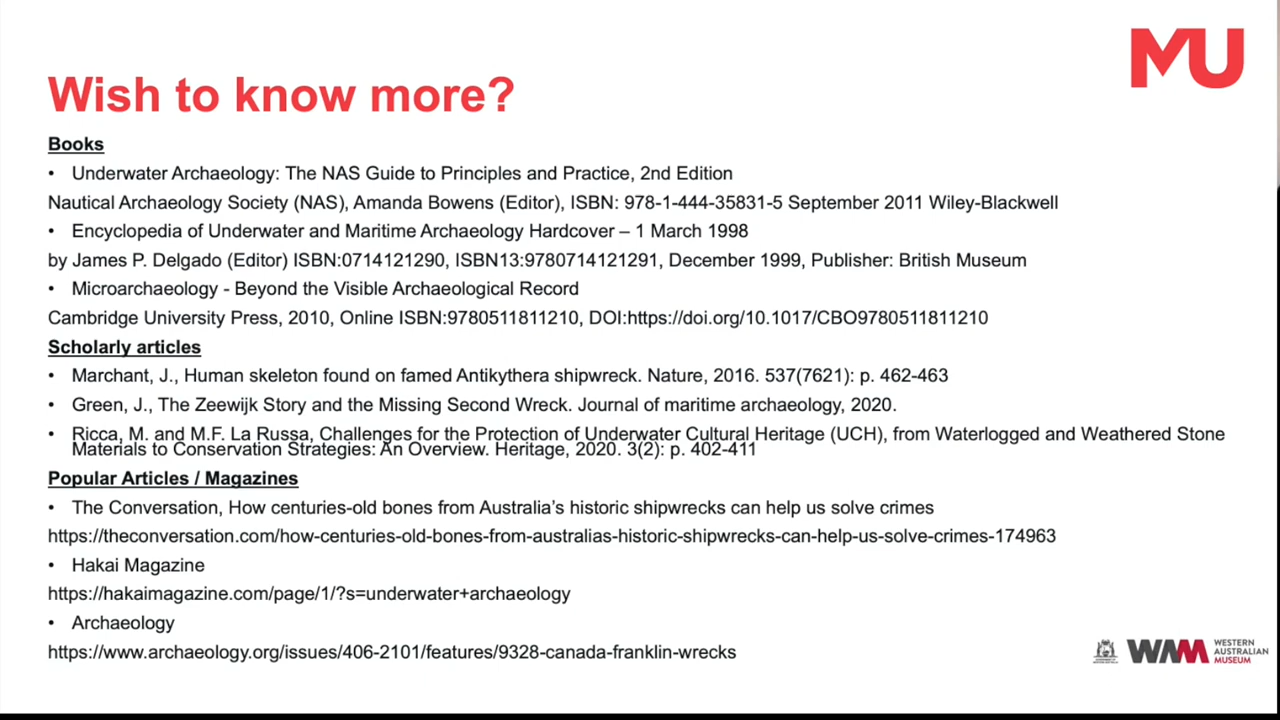 MU
Wish to know more?
Books
• Underwater Archaeology: The NAS Guide to Principles and Practice, 2nd Edition
Nautical Archaeology Society (NAS), Amanda Bowens (Editor), ISBN: 978-1-444-35831-5 September 2011 Wiley-Blackwell
• Encyclopedia of Underwater and Maritime Archaeology Hardcover – 1 March 1998
by James P. Delgado (Editor) ISBN:0714121290, ISBN13:9780714121291, December 1999, Publisher: British Museum
• Microarchaeology - Beyond the Visible Archaeological Record
Cambridge University Press, 2010, Online ISBN:9780511811210, DOI:https://doi.org/10.1017/CBO9780511811210
Scholarly articles
• Marchant, J., Human skeleton found on famed Antikythera shipwreck. Nature, 2016. 537(7621): p. 462-463
• Green, J., The Zeewijk Story and the Missing Second Wreck. Journal of maritime archaeology, 2020.
• Ricca, M. and M.F. La Russa, Challenges for the Protection of Underwater Cultural Heritage (UCH), from Waterlogged and Weathered Stone
Materials to Conservation Strategies: An Overview. Heritage, 2020. 3(2): p. 402-411
Popular Articles / Magazines
• The Conversation, How centuries-old bones from Australia’s historic shipwrecks can help us solve crimes
https://theconversation.com/how-centuries-old-bones-from-australias-historic-shipwrecks-can-help-us-solve-crimes-174963
• Hakai Magazine
https://hakaimagazine.com/page/1/?s=underwater+archaeology
• Archaeology
https://www.archaeology.org/issues/406-2101/features/9328-canada-franklin-wrecks
WAM
WESTERN
AUSTRALIAN
MUSEUM